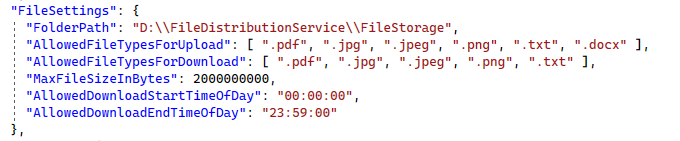 "FileSettings": {
"FolderPath": "D:\\FileDistributionService\\FileStorage",
"AllowedFileTypesForUpload": [ ".pdf", ".jpg", ".jpeg", ".png", ".txt", ".docx" ],
"AllowedFileTypesForDownload": [ ".pdf", ".jpg", ".jpeg", ".png", ".txt" ],
"MaxFileSizeInBytes": 2000000000,
"AllowedDownloadStartTimeOfDay": "00:00:00",
"AllowedDownloadEndTimeOfDay": "23:59:00"
},